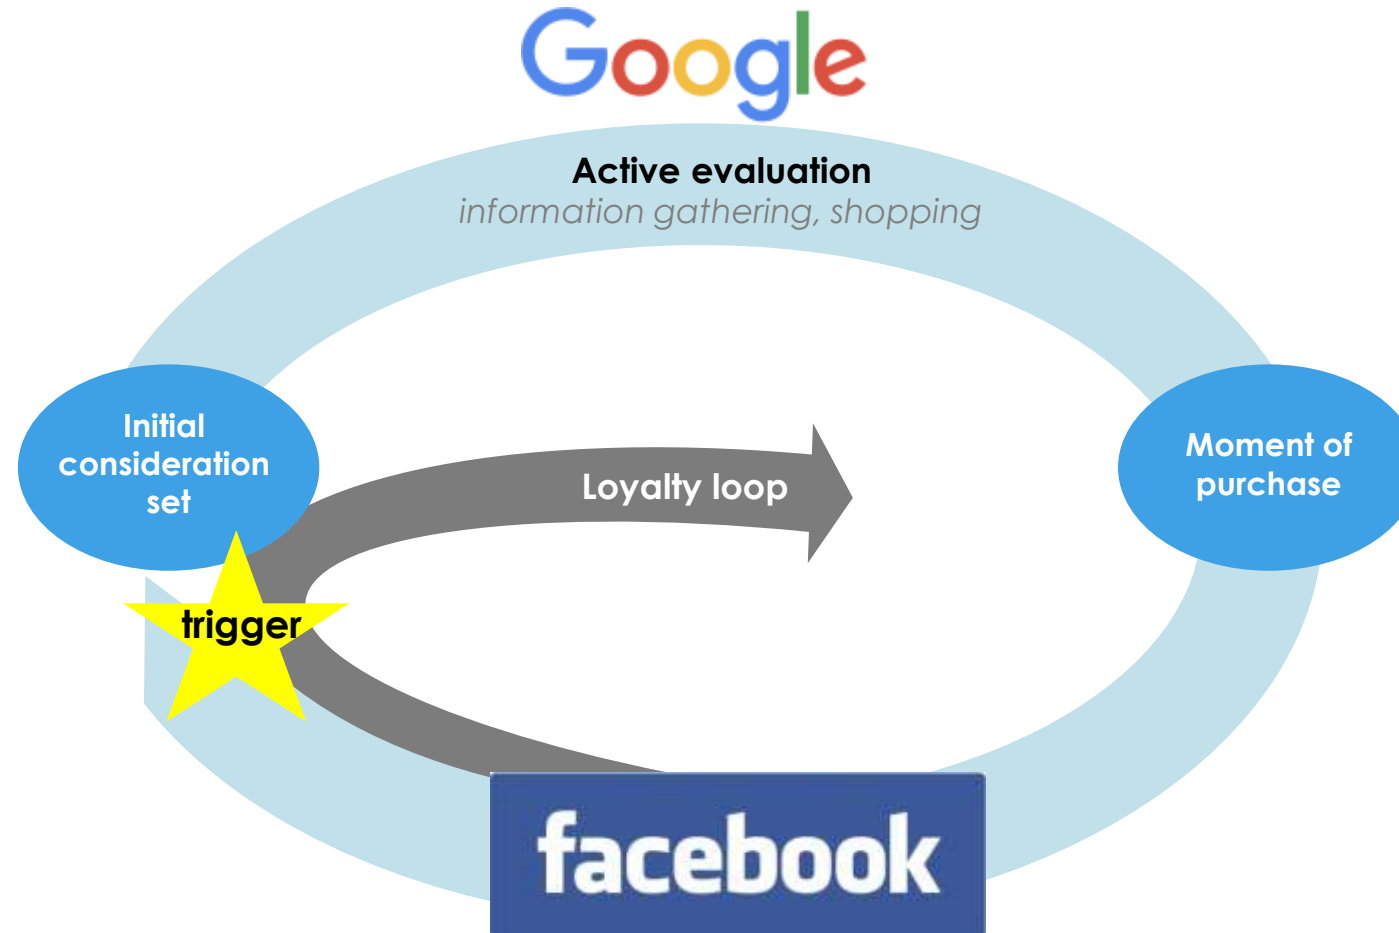 Google
Active evaluation
information gathering, shopping
Initial
consideration
set
Loyalty loop
Moment of
purchase
trigger
facebook